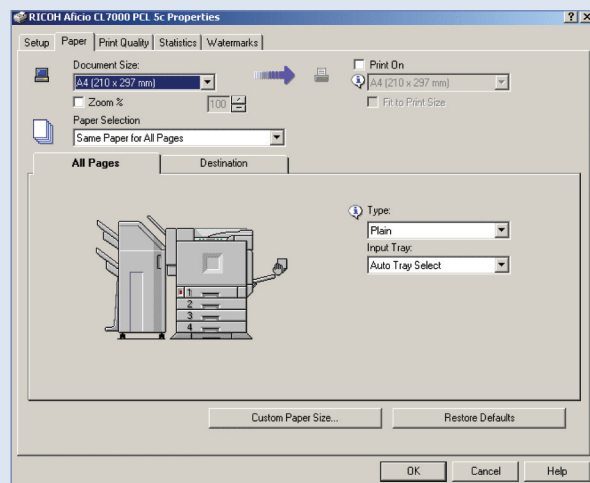 RICOH Aficio CL7000 PCL 5c Properties
Setup Paper Print Quality Statistics Watermarks
Document Size:
A4 (210 x 297 mm)
Zoom %
100
Print On
A4 (210 x 297 mm)
Fit to Print Size
Paper Selection
Same Paper for All Pages
All Pages Destination
1
2
3
4
Type:
Plain
Input Tray:
Auto Tray Select
Custom Paper Size... Restore Defaults
OK Cancel Help